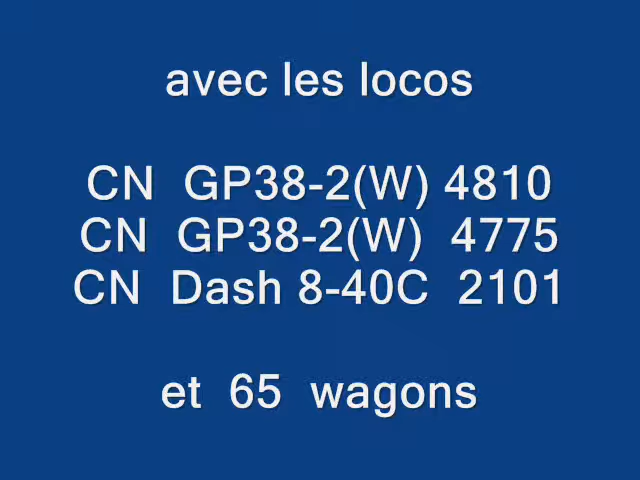 avec les locos
CN GP38-2(W) 4810
CN GP38-2(W) 4775
CN Dash 8-40C 2101
et 65 wagons